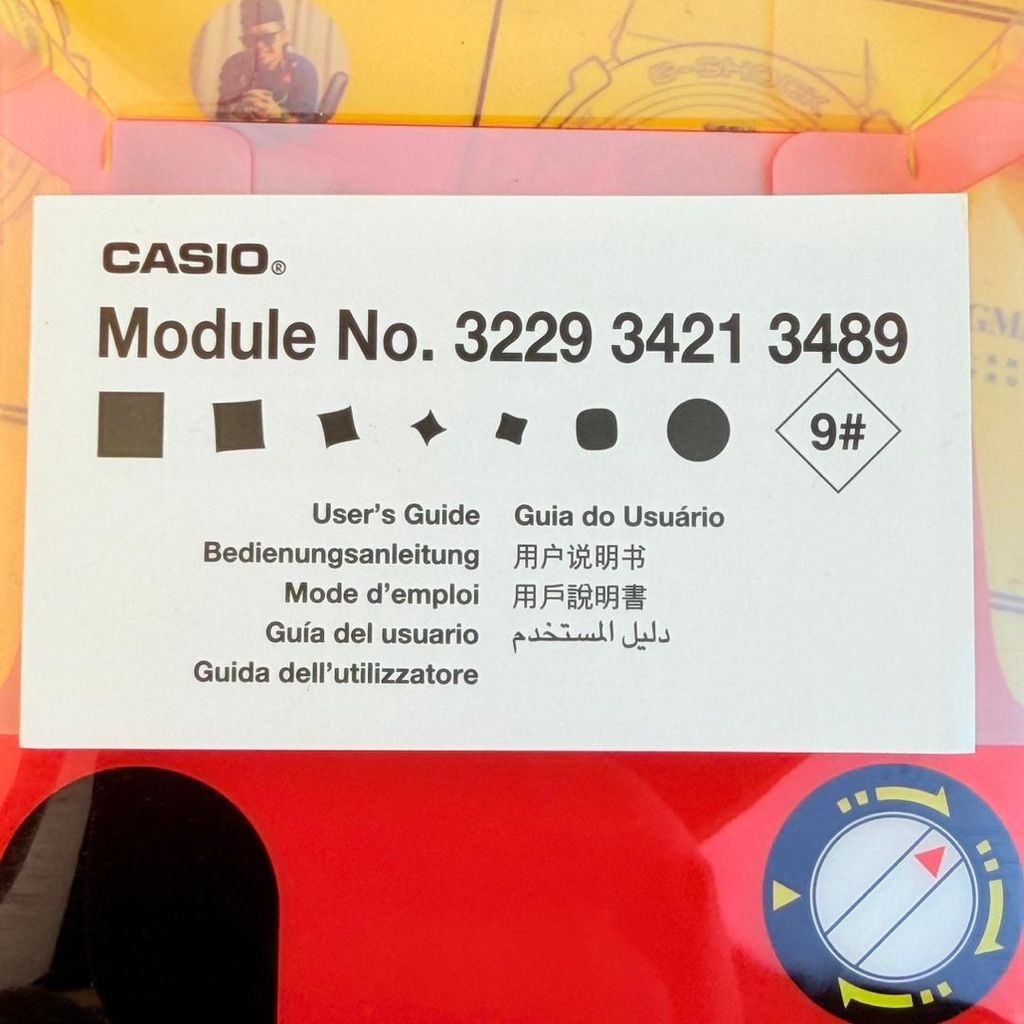 G-SHOCK
CASIO®
Module No. 3229 3421 3489
9#
User's Guide
Bedienungsanleitung
Mode d'emploi
Guía del usuario
Guida dell'utilizzatore
Guia do Usuário
用户说明书
用戶說明書
دليل المستخدم